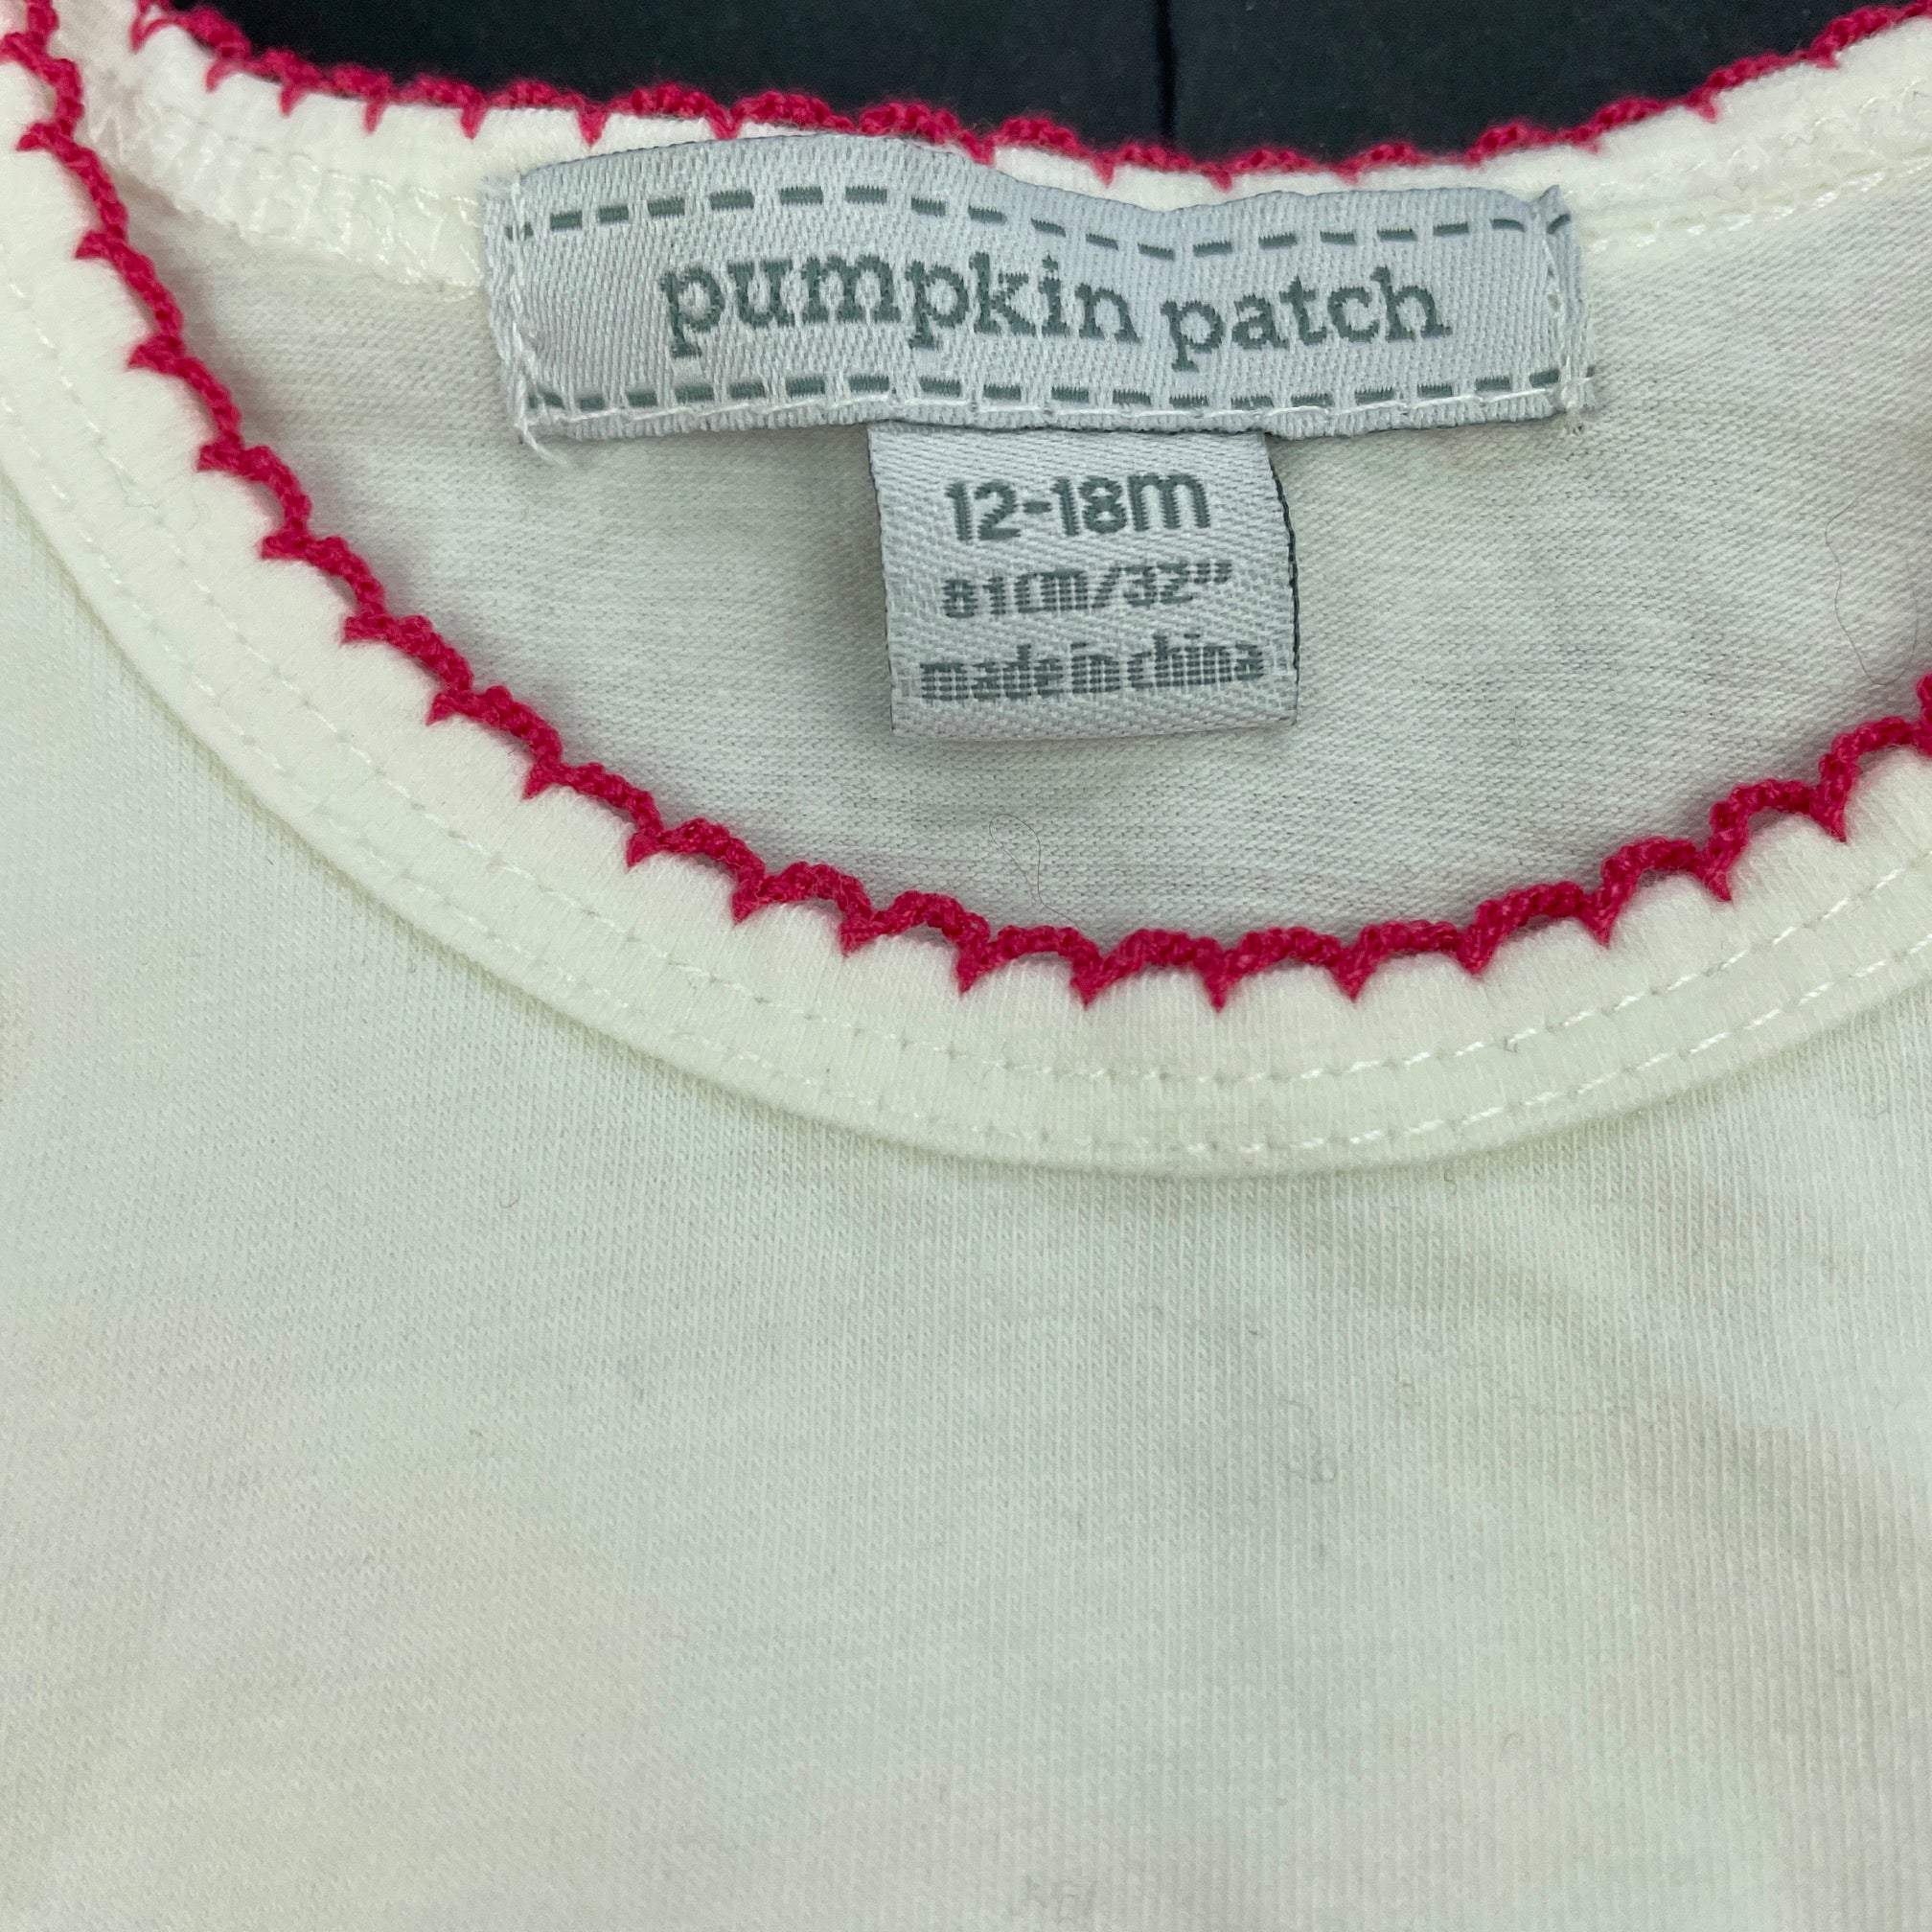 pumpkin patch
12-18m
81cm/32"
made in china